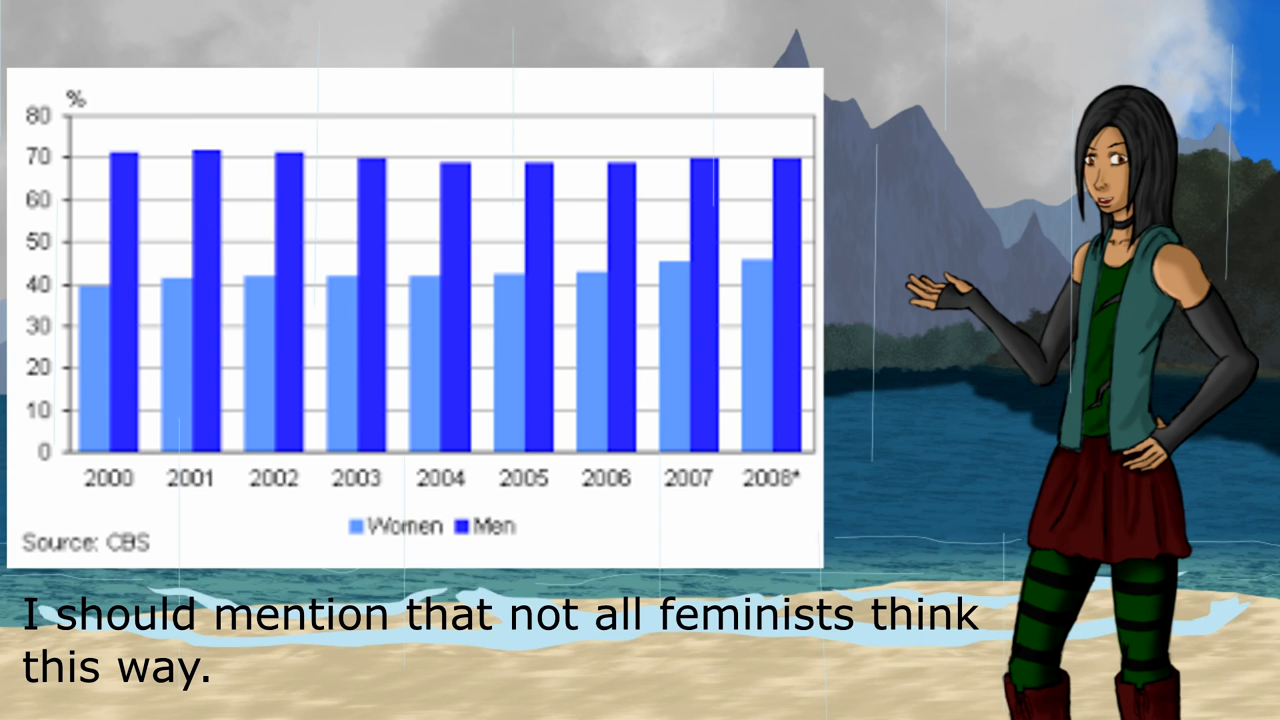 %
80
70
60
50
40
30
20
10
0
2000 2001 2002 2003 2004 2005 2006 2007 2008*
Women Men
Source: CBS
I should mention that not all feminists think
this way.